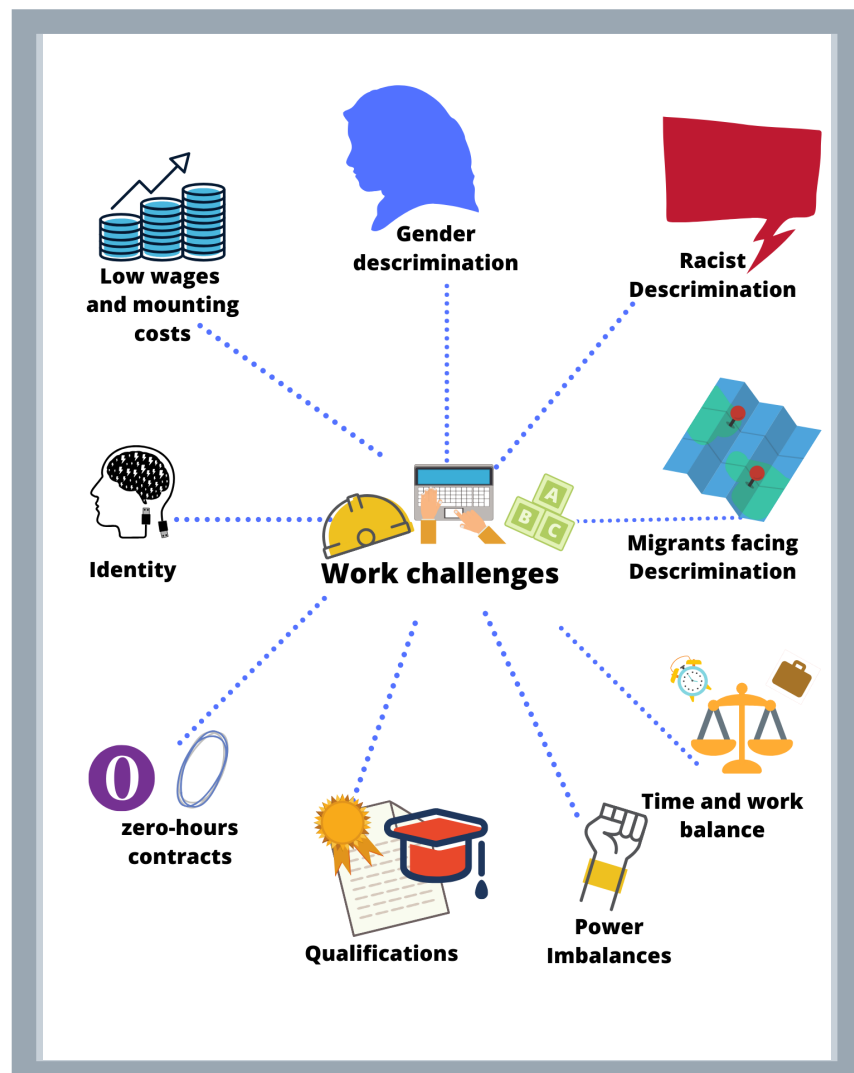 Gender
descrimination
Racist
Descrimination
Low wages
and mounting
costs
A
B
C
Identity
Work challenges
Migrants facing
Descrimination
0
zero-hours
contracts
Time and work
balance
Qualifications
Power
Imbalances